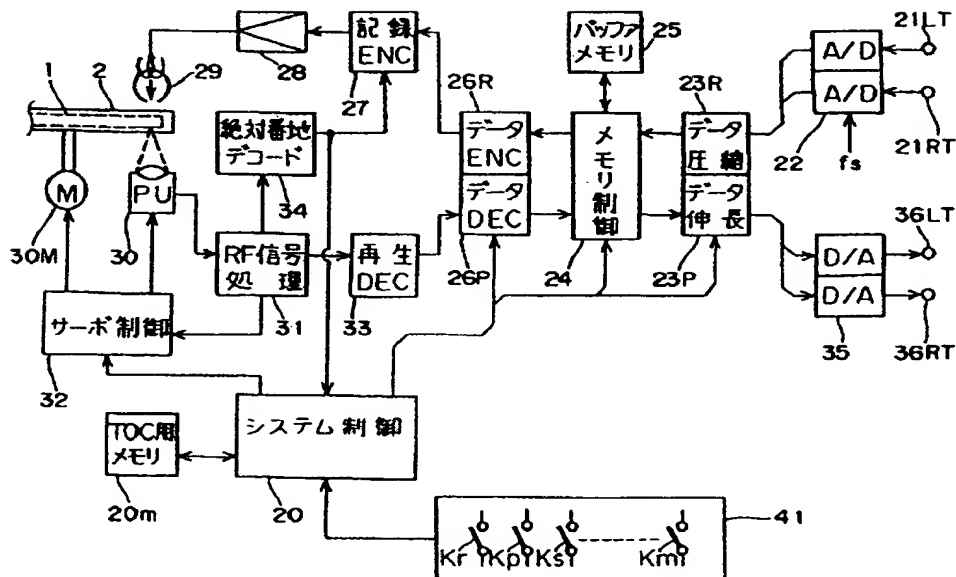 1
2
29
28
記録
ENC
27
バッファ
メモリ
25
26R
23R
A/D
A/D
21LT
21RT
22
fs
絶対番地
デコード
34
データ
ENC
データ
DEC
26P
メモリ制御
24
データ
圧縮
データ
伸長
23P
M
30M
PU
30
RF信号
処理
31
再生
DEC
33
D/A
D/A
35
36LT
36RT
サーボ制御
32
TOC用
メモリ
20m
システム制御
20
41
Kr
Kp
Ks
Km